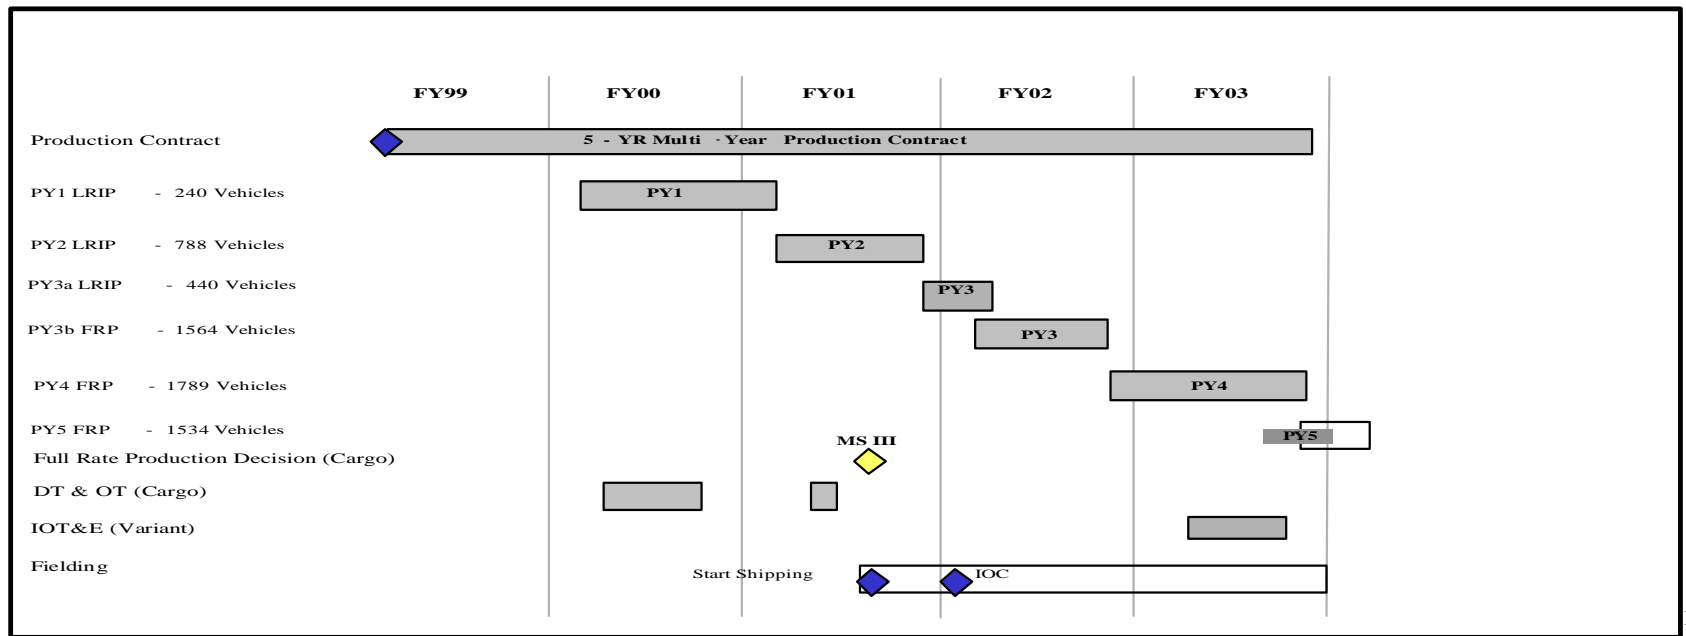 FY99 FY00 FY01 FY02 FY03
Production Contract 5 - YR Multi - Year Production Contract
PY1 LRIP - 240 Vehicles PY1
PY2 LRIP - 788 Vehicles PY2
PY3a LRIP - 440 Vehicles PY3
PY3b FRP - 1564 Vehicles PY3
PY4 FRP - 1789 Vehicles PY4
PY5 FRP - 1534 Vehicles PY5
MS III
Full Rate Production Decision (Cargo)
DT & OT (Cargo)
IOT&E (Variant)
Fielding Start Shipping IOC